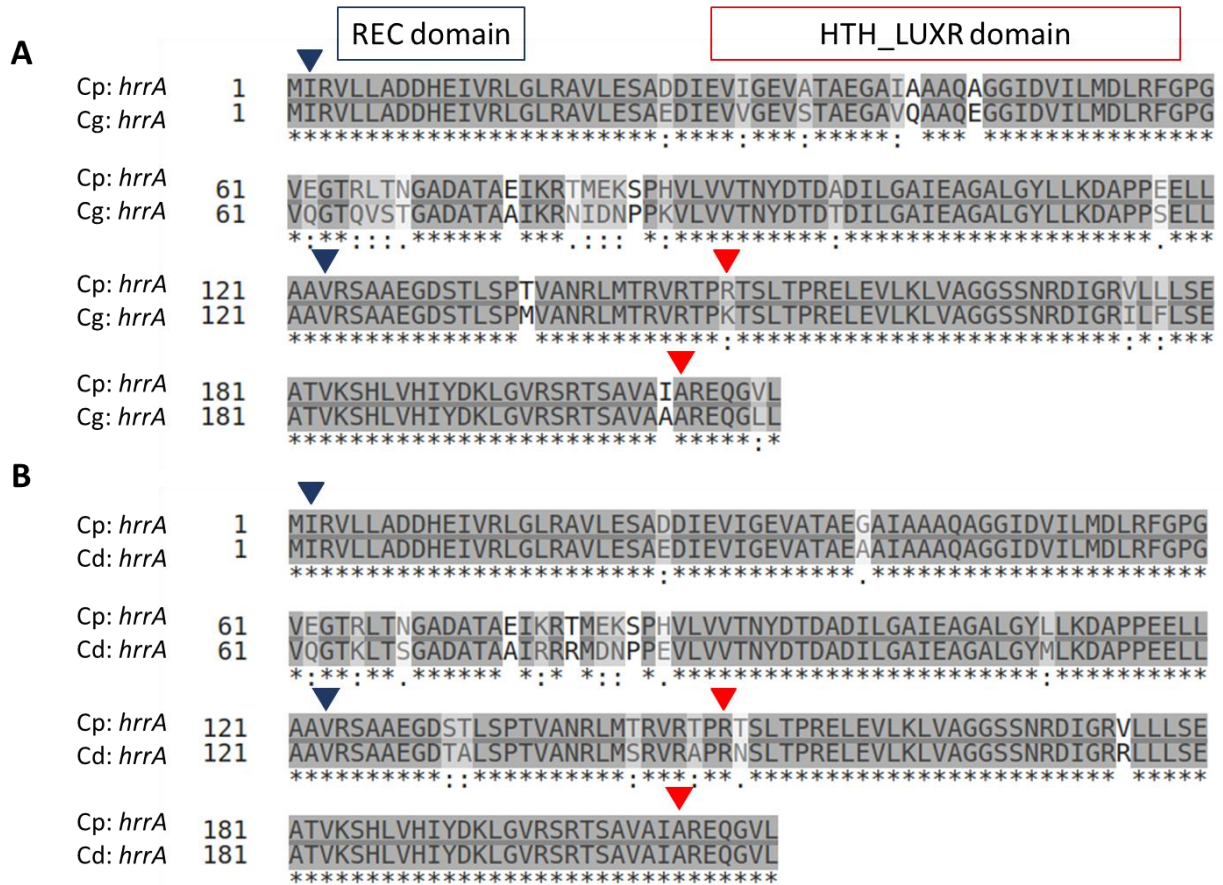 REC domain HTH_LUXR domain
A
Cp: hrrA 1 MIRVLLADDHEIVRLGLRAVLESADDIEVIGEVATAEGAIAAAQAGGIDVILMDLRFGPG
Cg: hrrA 1 MIRVLLADDHEIVRLGLRAVLESAEDIEVVGEVSTAEGAVQAAQEGGIDVILMDLRFGPG
************************:****:***:*****: *** ***************
Cp: hrrA 61 VEGTRLTNGADATAEIKRTMEKSPHVLVVTNYDTDADILGAIEAGALGYLLKDAPPEELL
Cg: hrrA 61 VQGTQVSTGADATAAIKRNIDNPPKVLVVTNYDTDTDILGAIEAGALGYLLKDAPPSELL
*:**:::.****** ***.::: *:**********:********************.***
Cp: hrrA 121 AAVRSAAEGDSTLSPTVANRLMTRVRTPRTSLTPRELEVLKLVAGGSSNRDIGRVLLLSE
Cg: hrrA 121 AAVRSAAEGDSTLSPMVANRLMTRVRTPKTSLTPRELEVLKLVAGGSSNRDIGRILFLSE
*************** ************:*************************:*:***
Cp: hrrA 181 ATVKSHLVHIYDKLGVRSRTSAVAIAREQGVL
Cg: hrrA 181 ATVKSHLVHIYDKLGVRSRTSAVAAAREQGLL
************************ *****:*
B
Cp: hrrA 1 MIRVLLADDHEIVRLGLRAVLESADDIEVIGEVATAEGAIAAAQAGGIDVILMDLRFGPG
Cd: hrrA 1 MIRVLLADDHEIVRLGLRAVLESAEDIEVIGEVATAEAAIAAAQAGGIDVILMDLRFGPG
************************:************.**********************
Cp: hrrA 61 VEGTRLTNGADATAEIKRTMEKSPHVLVVTNYDTDADILGAIEAGALGYLLKDAPPEELL
Cd: hrrA 61 VQGTKLTSGADATAAIRRRMDNPPEVLVVTNYDTDADILGAIEAGALGYMLKDAPPEELL
*:**:**.****** *:* *:: *.************************:**********
Cp: hrrA 121 AAVRSAAEGDSTLSPTVANRLMTRVRTPRTSLTPRELEVLKLVAGGSSNRDIGRVLLLSE
Cd: hrrA 121 AAVRSAAEGDTALSPTVANRLMSRVRAPRNSLTPRELEVLKLVAGGSSNRDIGRRLLLSE
**********::**********:***:**.************************ *****
Cp: hrrA 181 ATVKSHLVHIYDKLGVRSRTSAVAIAREQGVL
Cd: hrrA 181 ATVKSHLVHIYDKLGVRSRTSAVAIAREQGVL
********************************